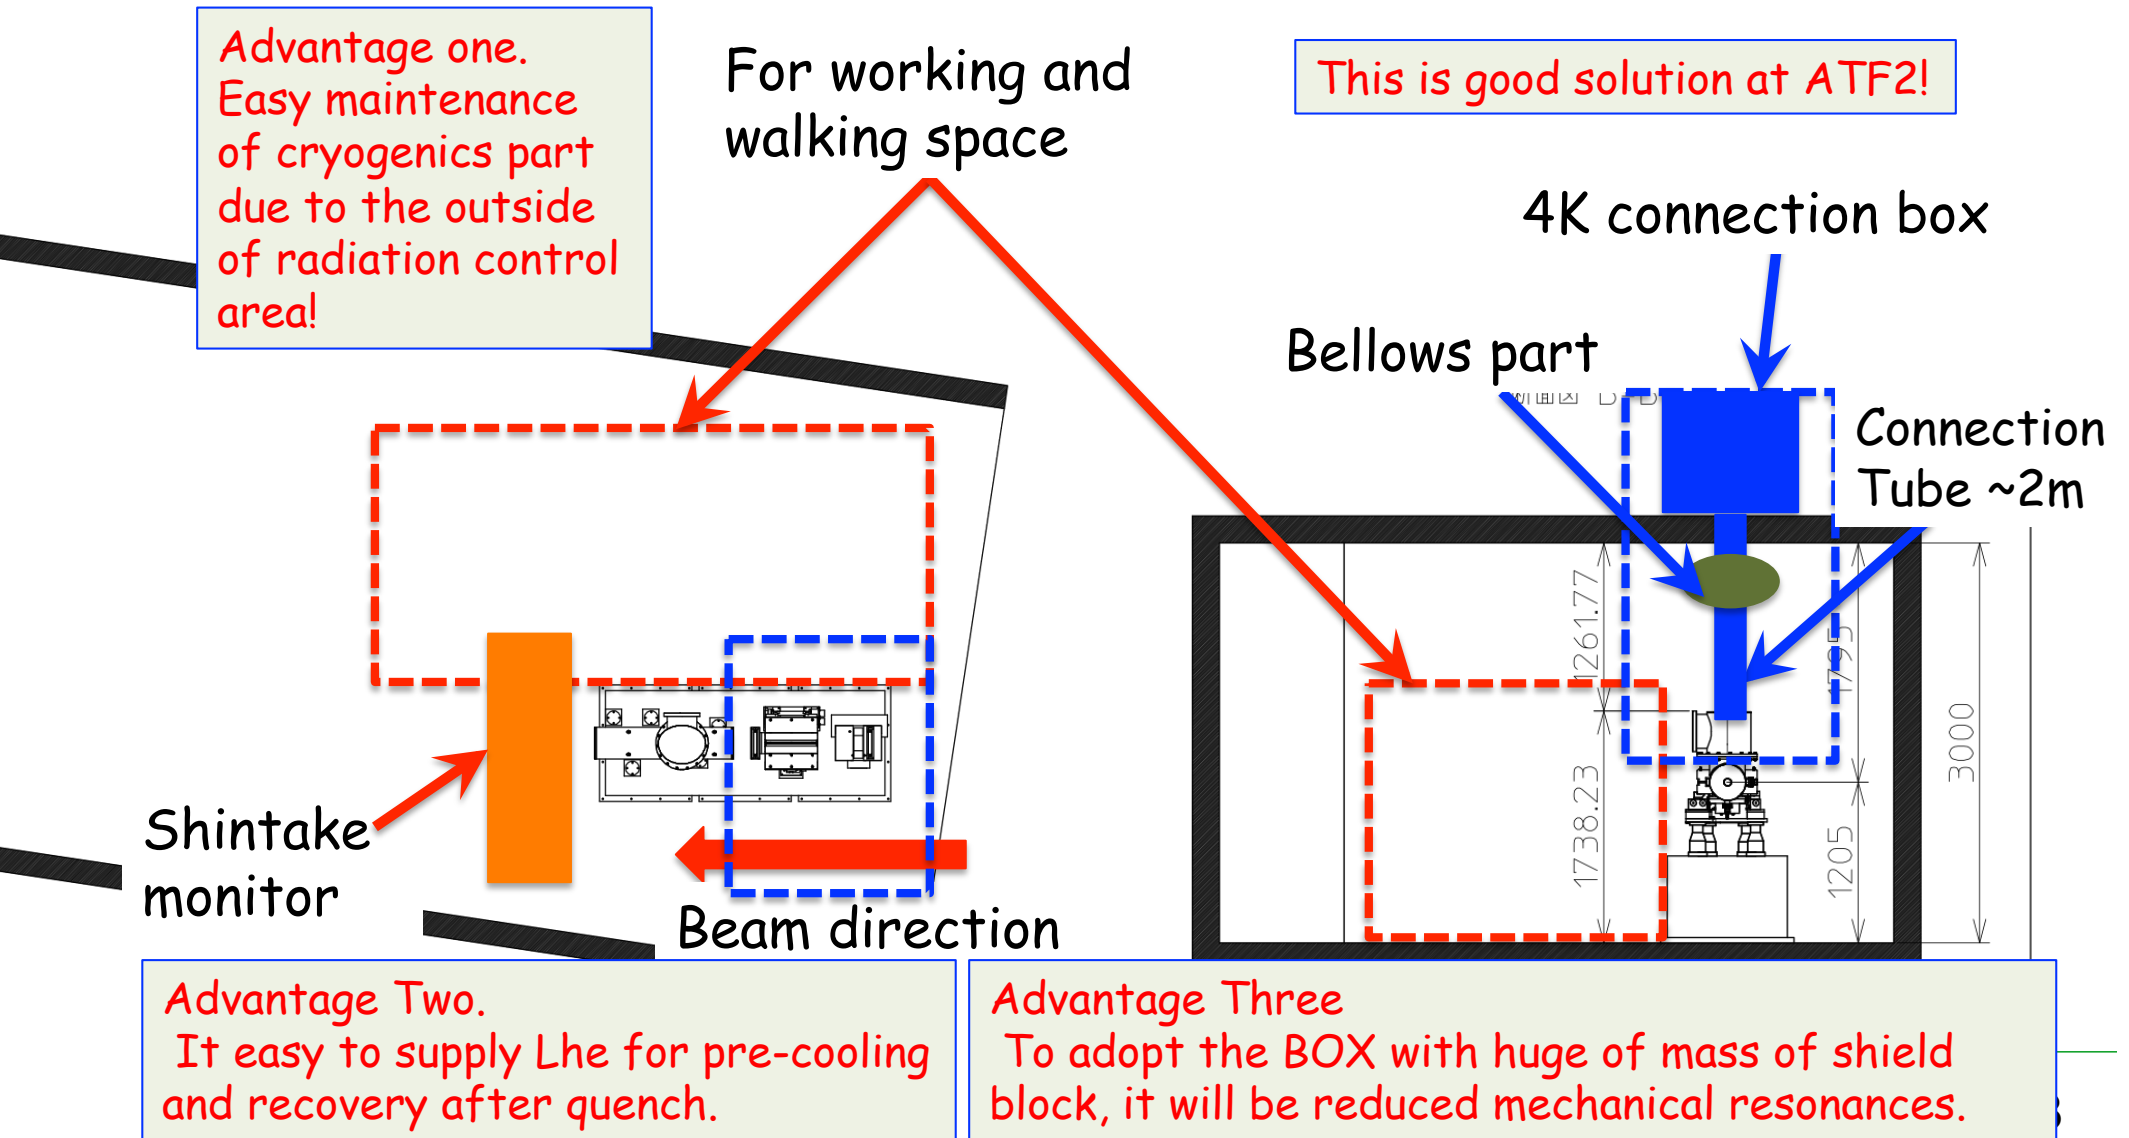 Advantage one.
Easy maintenance
of cryogenics part
due to the outside
of radiation control
area!
For working and
walking space
This is good solution at ATF2!
4K connection box
Bellows part
Connection
Tube ~2m
1261.77
1795
3000
1738.23
1205
Shintake
monitor
Beam direction
Advantage Two.
It easy to supply Lhe for pre-cooling
and recovery after quench.
Advantage Three
To adopt the BOX with huge of mass of shield
block, it will be reduced mechanical resonances.